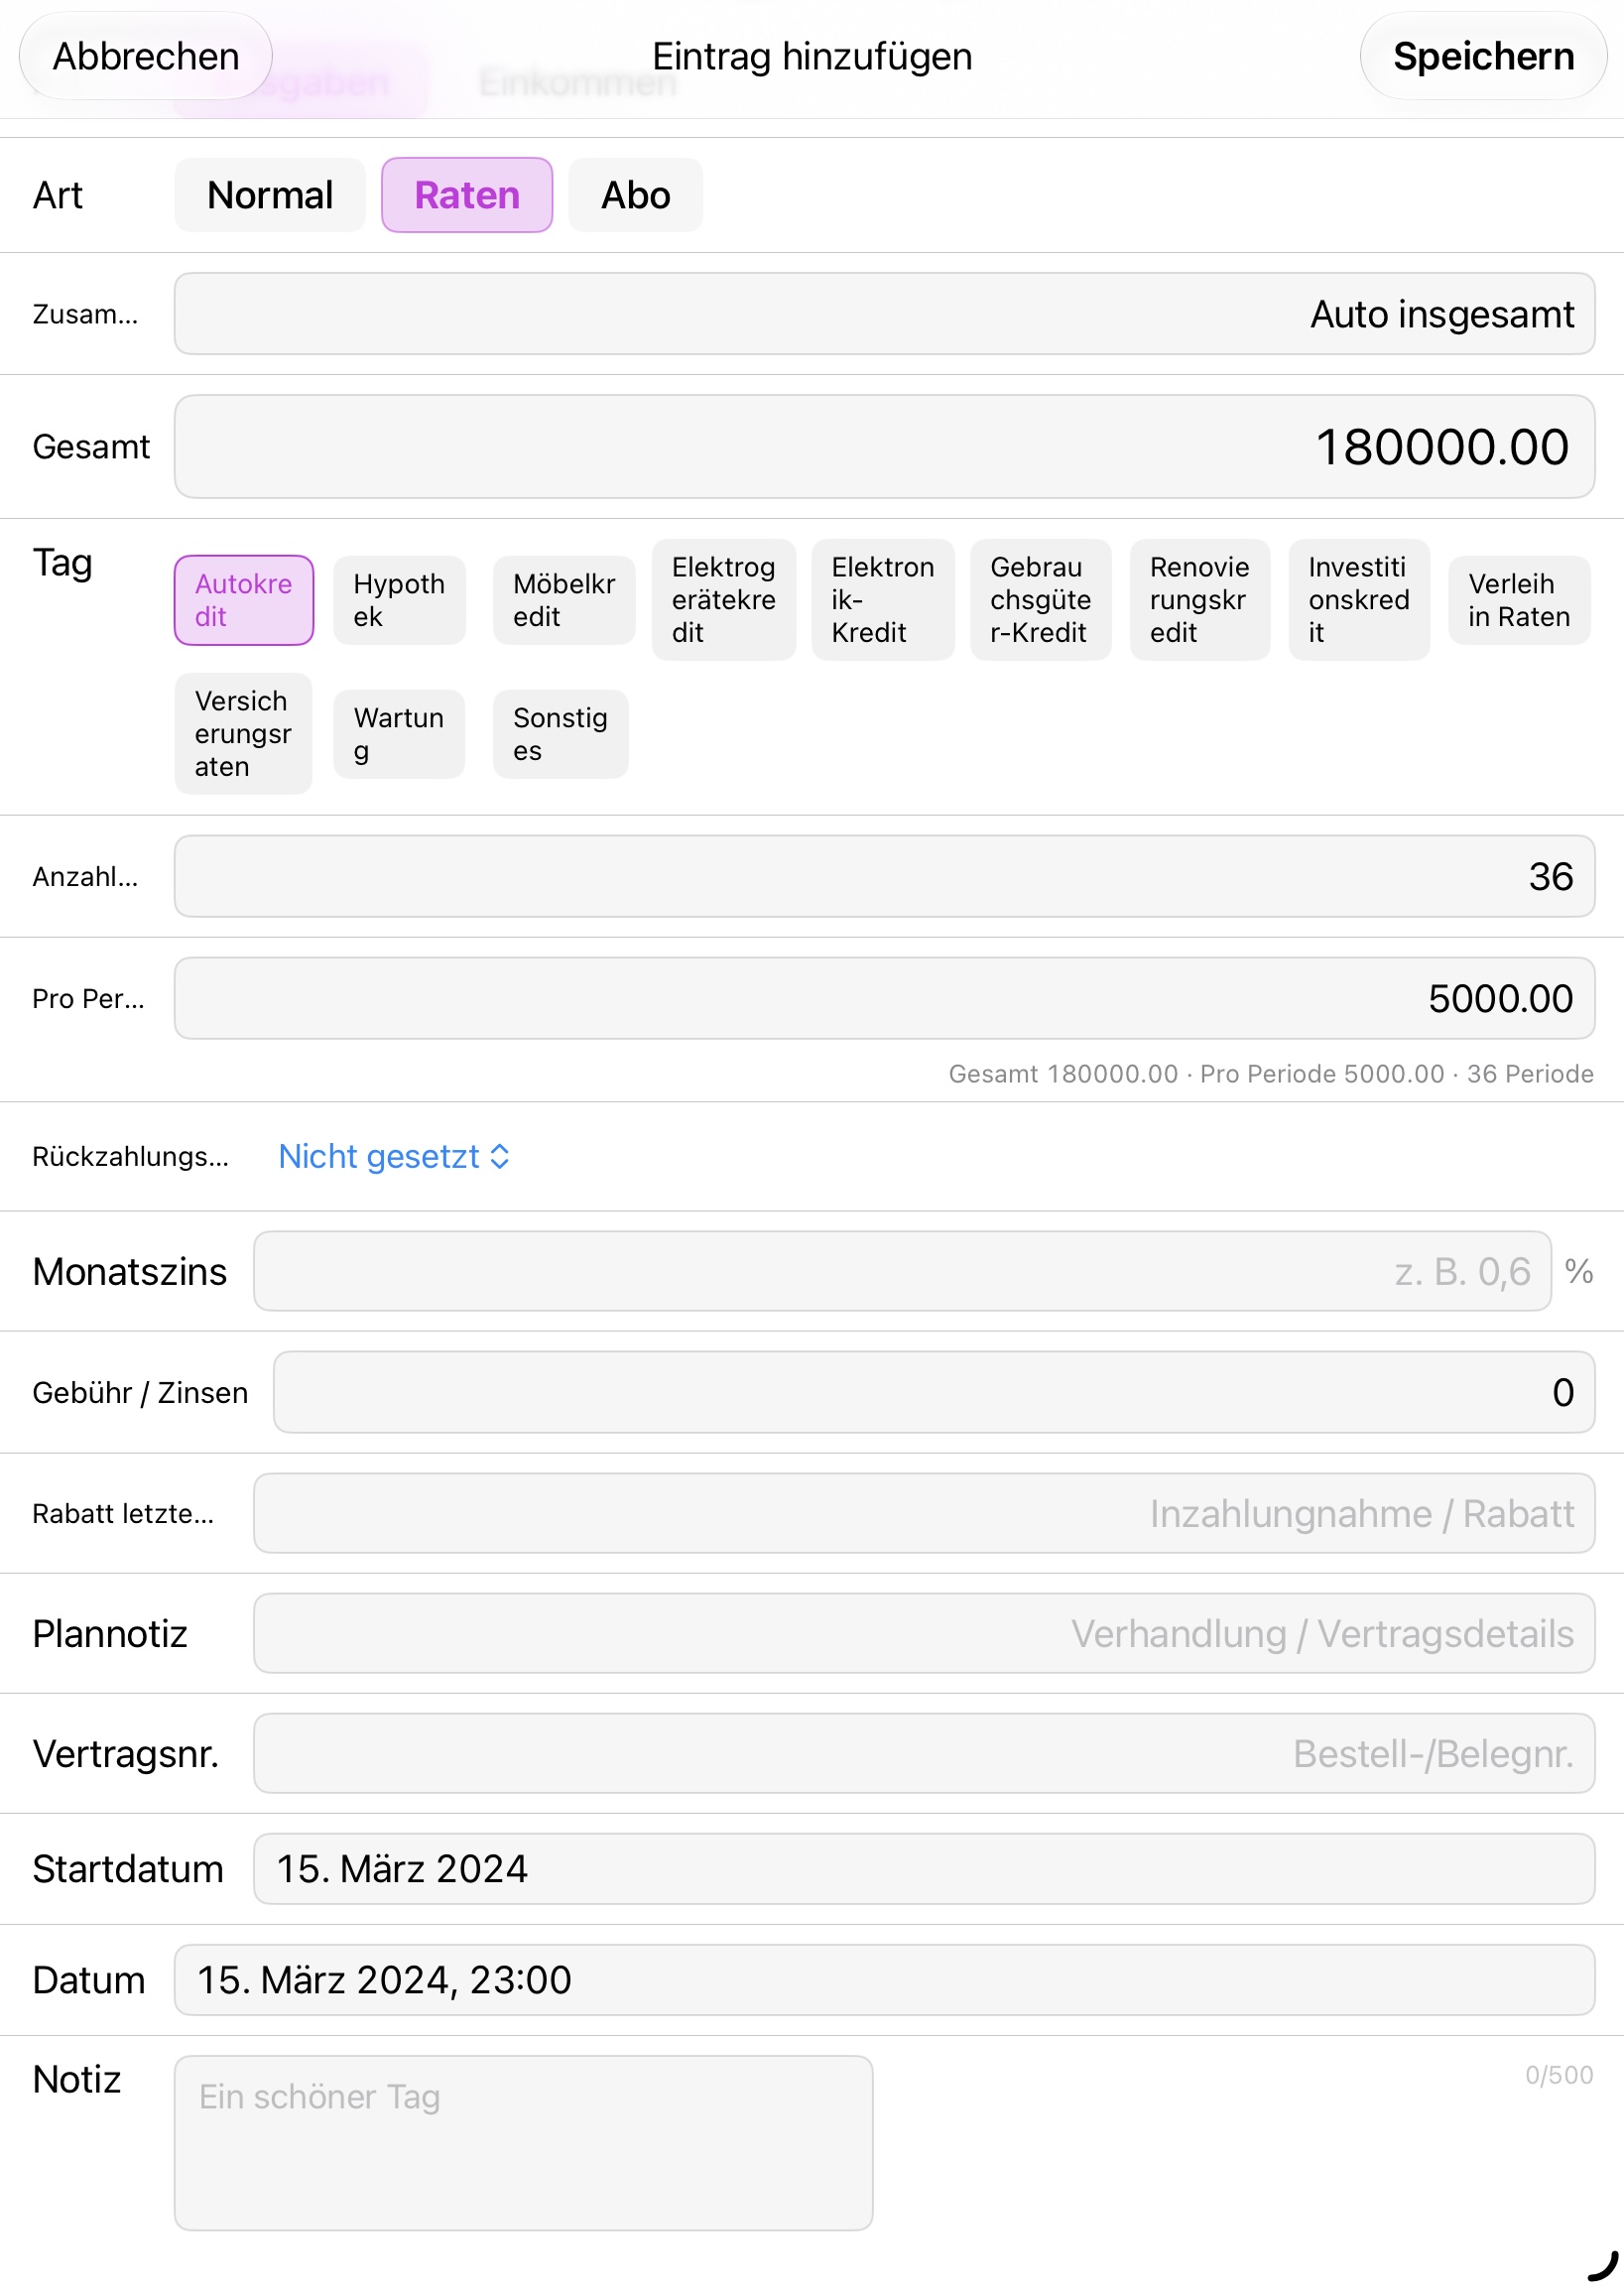 Abbrechen
Eintrag hinzufügen
Speichern
Einkommen
Art
Normal
Raten
Abo
Zusam...
Auto insgesamt
Gesamt
180000.00
Tag
Autokre
dit
Hypoth
ek
Möbelkr
edit
Elektrog
erätekre
dit
Elektron
ik-
Kredit
Gebrau
chsgüte
r-Kredit
Renovie
rungskr
edit
Investiti
onskred
it
Verleih
in Raten
Versich
erungsr
aten
Wartun
g
Sonstig
es
Anzahl...
36
Pro Per...
5000.00
Gesamt 180000.00 · Pro Periode 5000.00 · 36 Periode
Rückzahlungs...
Nicht gesetzt
Monatszins
z. B. 0,6
%
Gebühr / Zinsen
0
Rabatt letzte...
Inzahlungnahme / Rabatt
Plannotiz
Verhandlung / Vertragsdetails
Vertragsnr.
Bestell-/Belegnr.
Startdatum
15. März 2024
Datum
15. März 2024, 23:00
Notiz
Ein schöner Tag
0/500